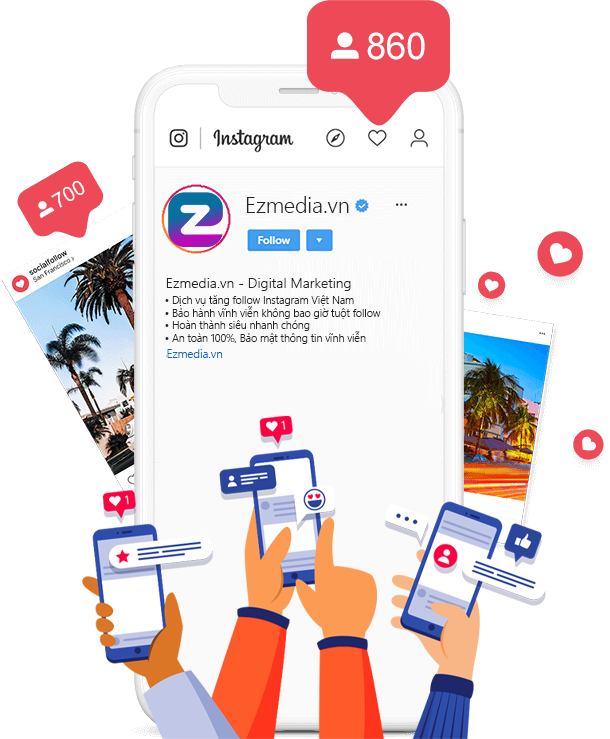 860
Instagram
700
socialfollow
San Francisco >
Ezmedia.vn
...
Follow
Ezmedia.vn - Digital Marketing
• Dịch vụ tăng follow Instagram Việt Nam
• Bảo hành vĩnh viễn không bao giờ tuột follow
• Hoàn thành siêu nhanh chóng
• An toàn 100%, Bảo mật thông tin vĩnh viễn
Ezmedia.vn
1
1